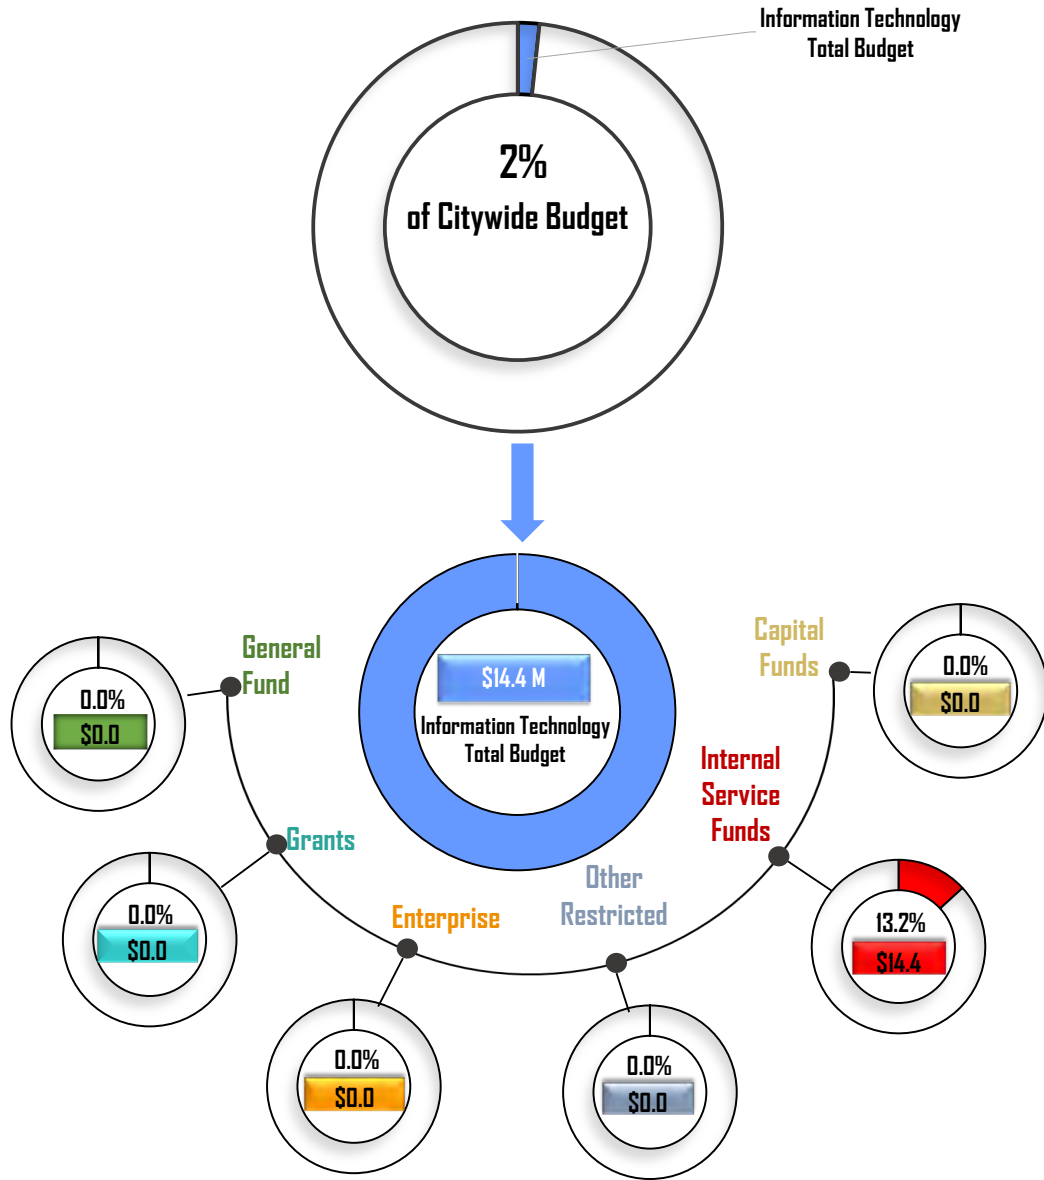 Information Technology
Total Budget
2%
of Citywide Budget
General
Fund
0.0%
$0.0
Capital
Funds
0.0%
$0.0
$14.4 M
Information Technology
Total Budget
Internal
Service
Funds
13.2%
$14.4
Grants
0.0%
$0.0
Enterprise
0.0%
$0.0
Other
Restricted
0.0%
$0.0